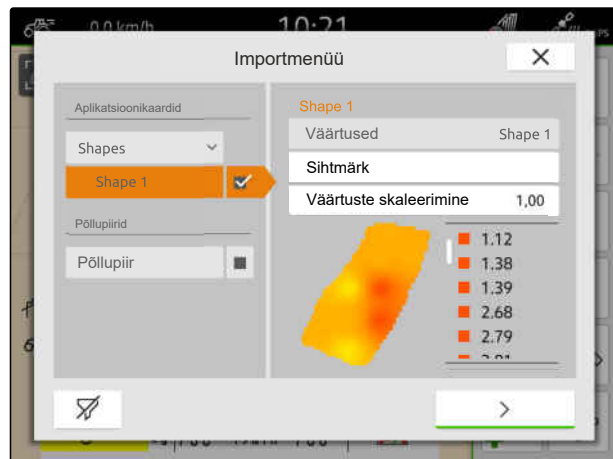 0.0 km/h 10:21
Importmenüü
Aplikatsioonikaardid
Shapes
Shape 1
Põllupiirid
Põllupiir
Shape 1
Väärtused Shape 1
Sihtmärk
Väärtuste skaleerimine 1,00
1.12
1.38
1.39
2.68
2.79